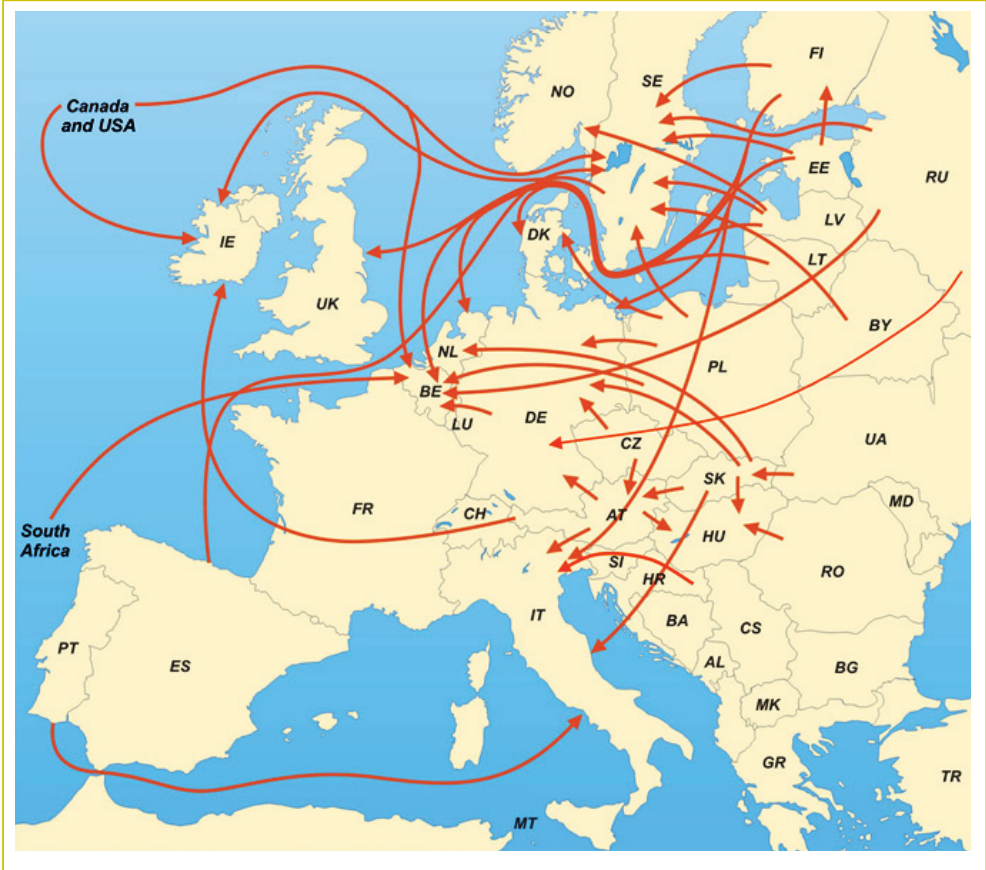 FI
SE
NO
Canada
and USA
EE
RU
LV
IE
DK
LT
UK
BY
NL
PL
BE
DE
LU
CZ
UA
SK
FR
CH
MD
AT
South
Africa
HU
SI
RO
HR
IT
BA
CS
PT
AL
ES
BG
MK
GR
TR
MT